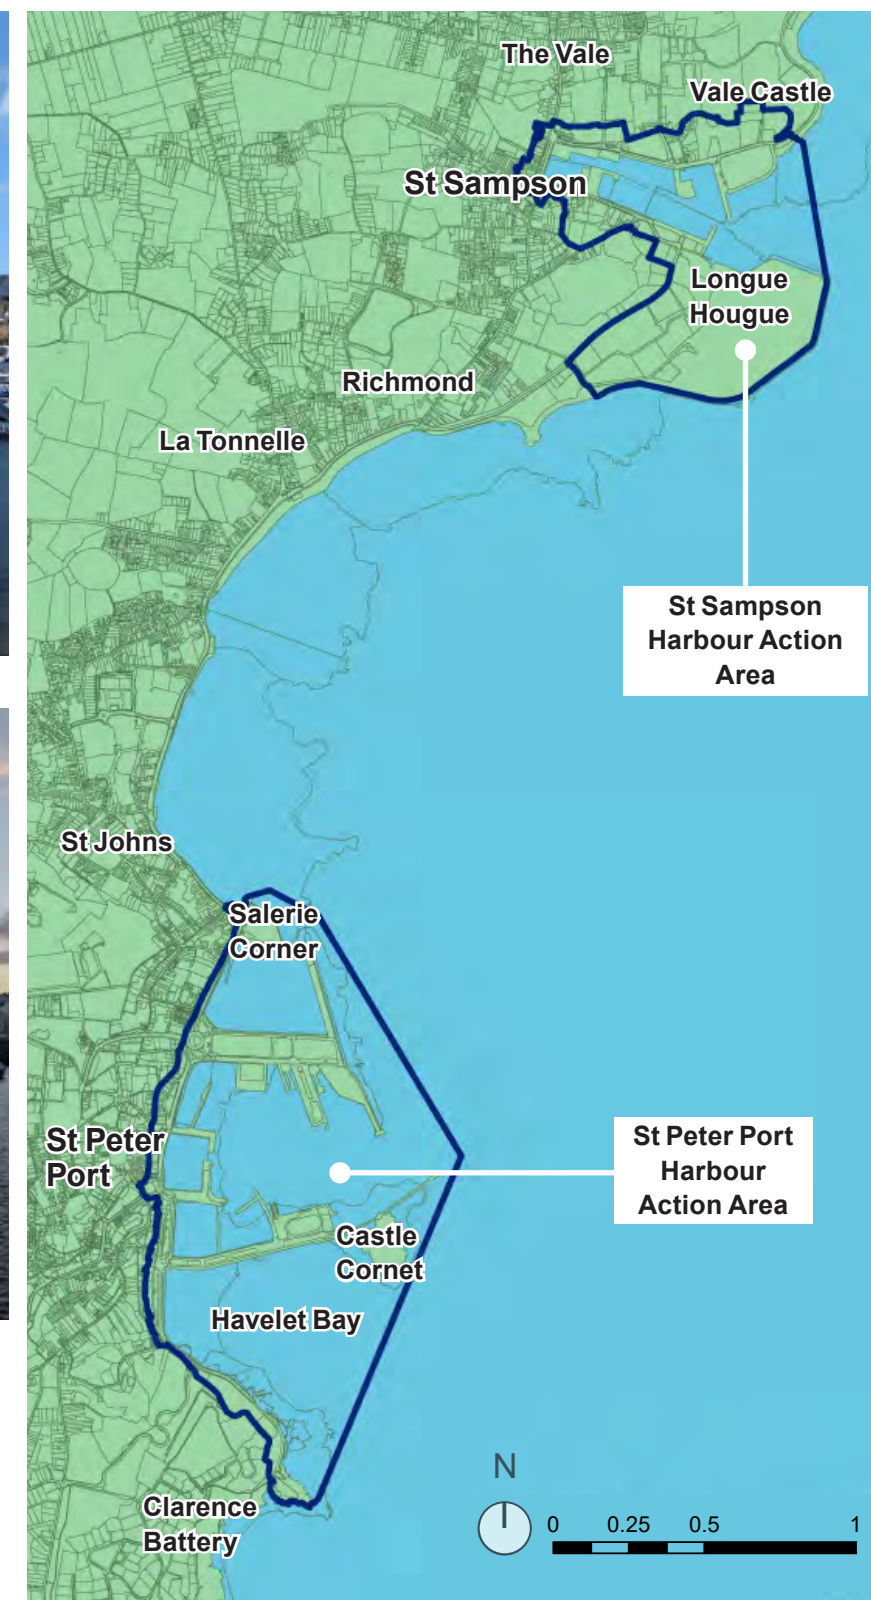 The Vale
Vale Castle
St Sampson
Longue
Hougue
Richmond
La Tonnelle
St Sampson
Harbour Action
Area
St Johns
Salerie
Corner
St Peter
Port
St Peter Port
Harbour
Action Area
Castle
Cornet
Havelet Bay
Clarence
Battery
N
0 0.25 0.5 1